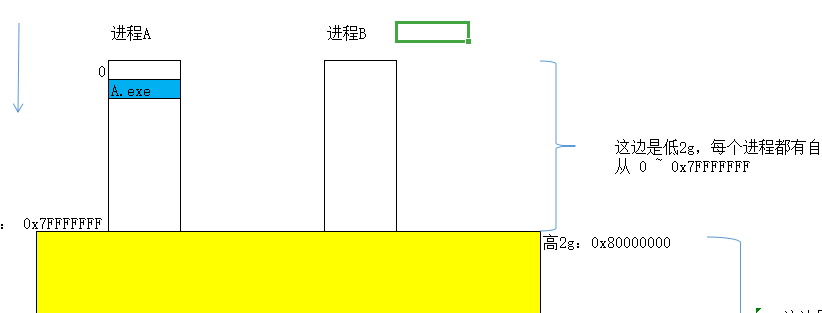 进程A
进程B
0
A.exe
这边是低2g，每个进程都有自
从 0 ~ 0x7FFFFFFF
： 0x7FFFFFFF
高2g：0x80000000